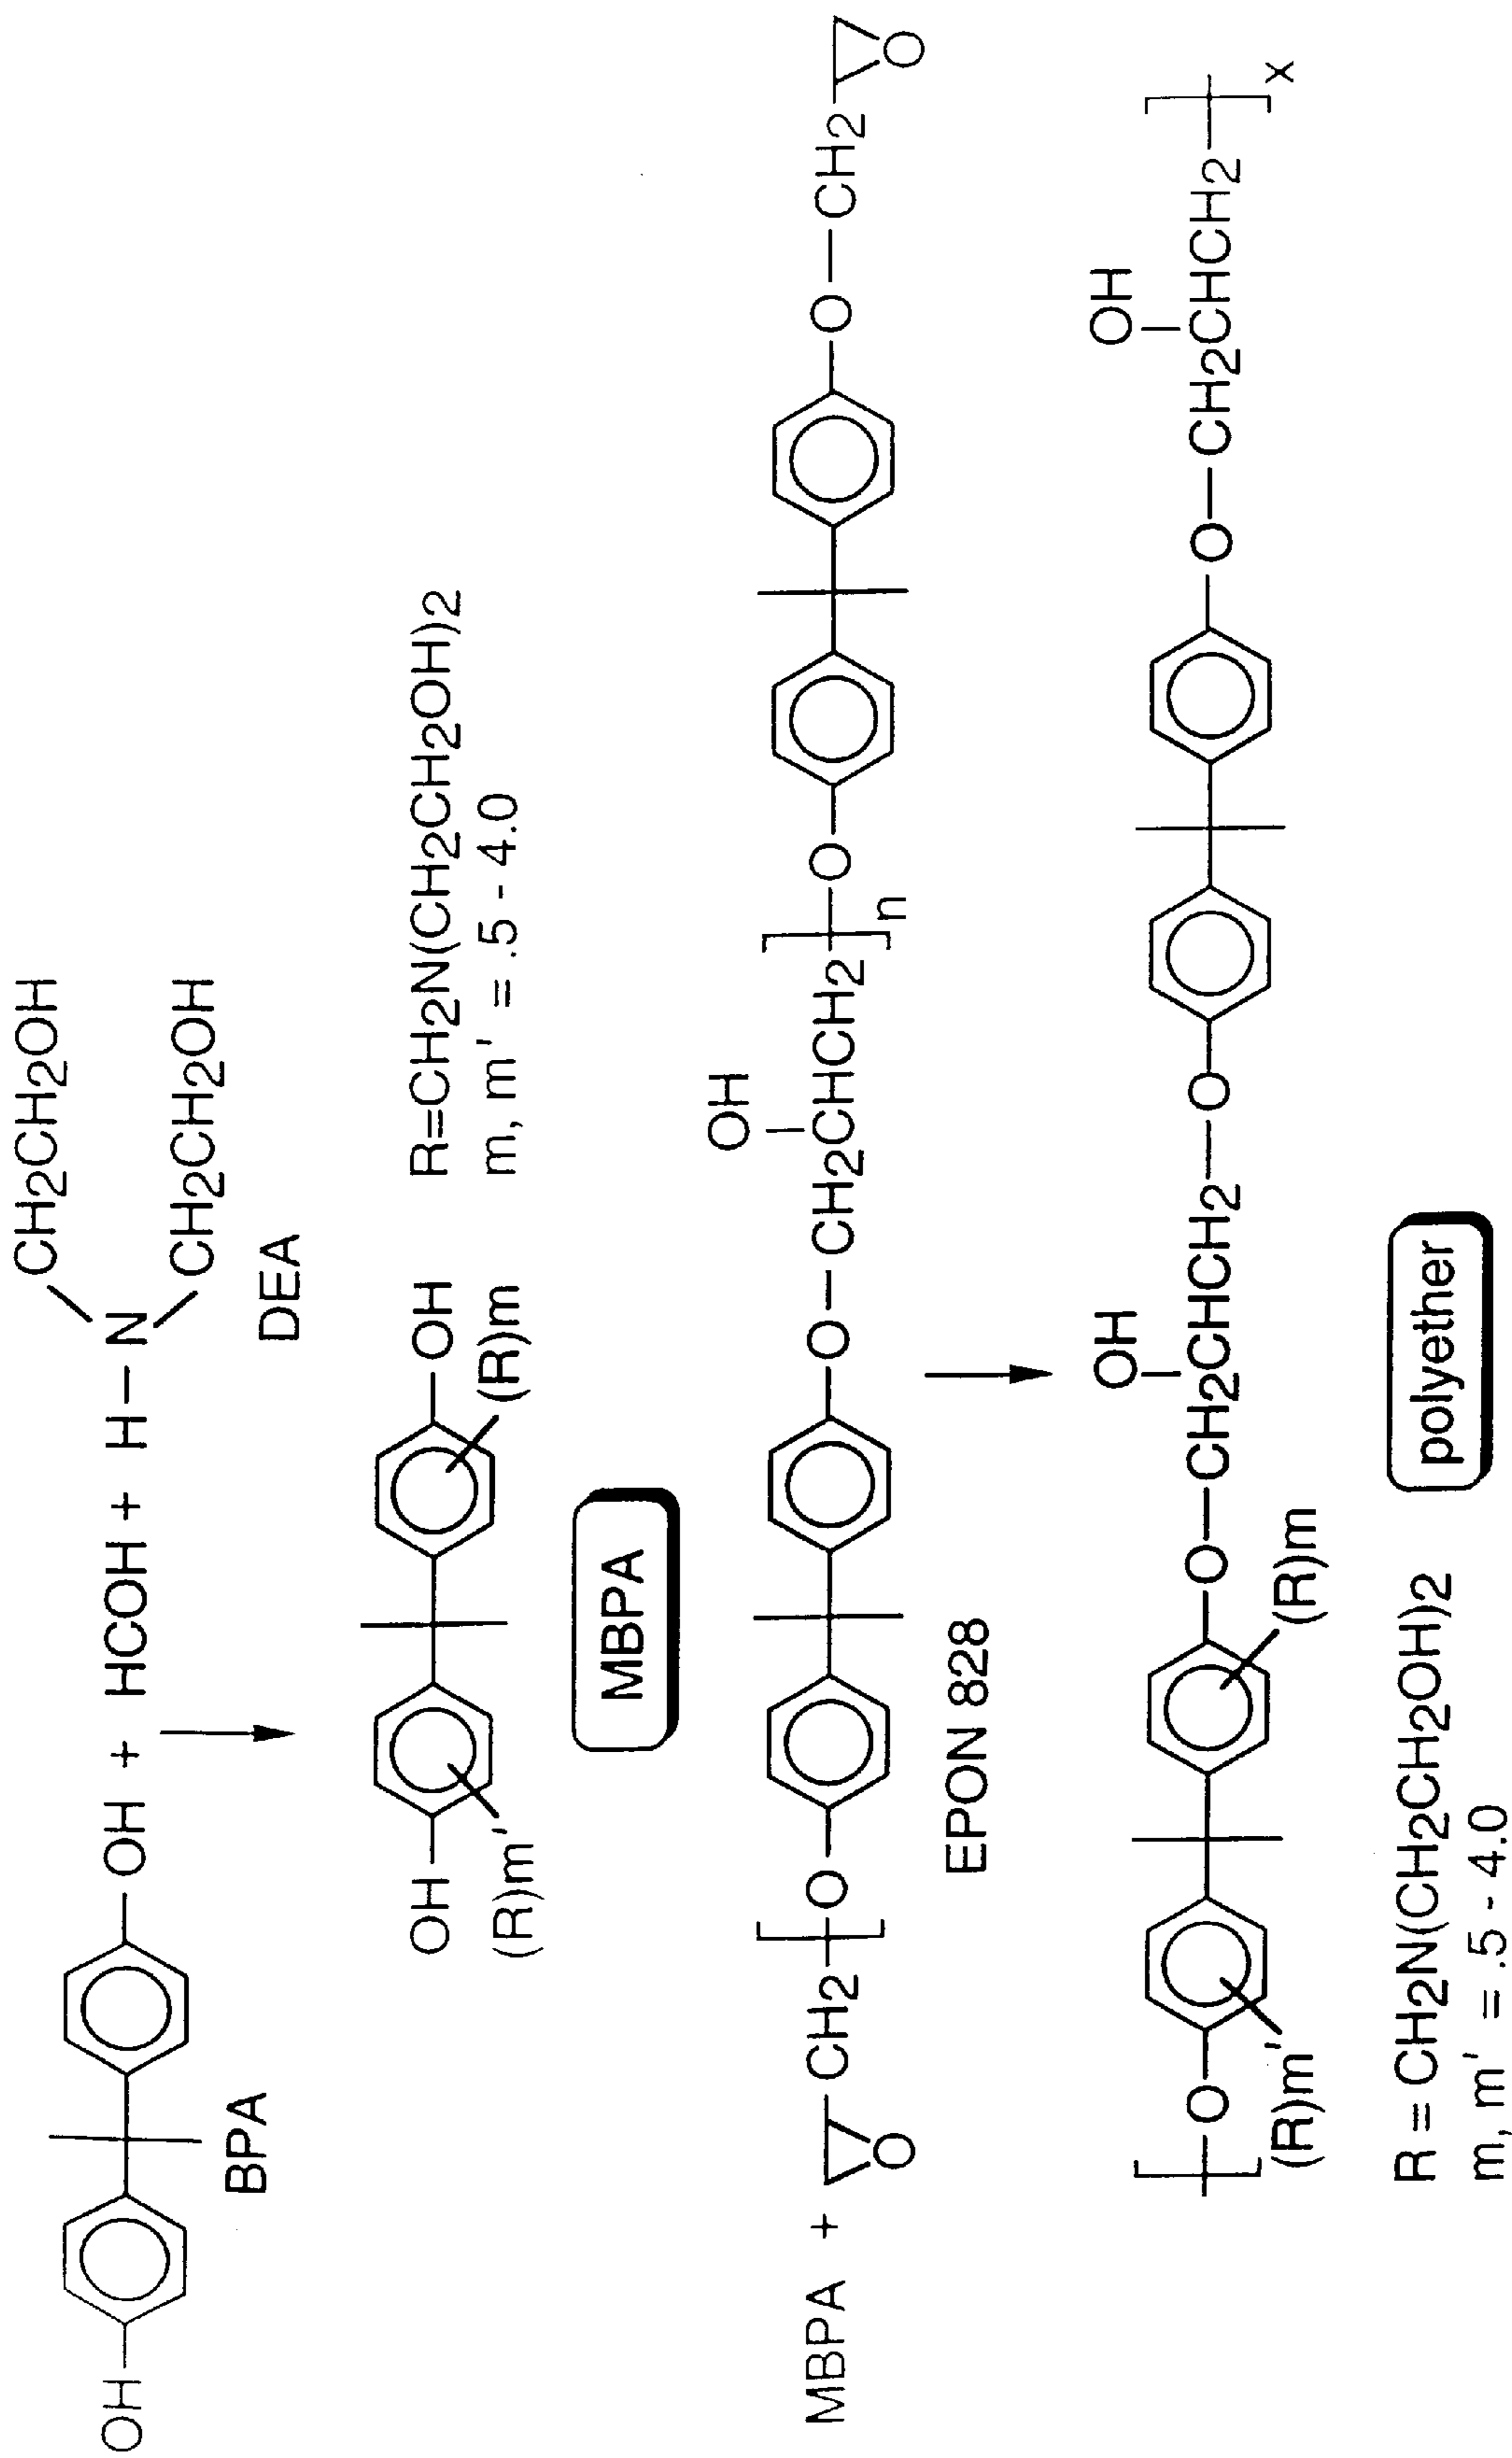 OH OH + HCOH + H — N CH2CH2OH
CH2CH2OH
BPA DEA
OH OH R=CH2N(CH2CH2OH)2
(R)m' (R)m m, m' = .5 - 4.0
MBPA
OH
MBPA + O CH2 O O — CH2CHCH2 n O O — CH2 O
EPON 828
OH OH
O O — CH2CHCH2 — O O — CH2CHCH2 x
(R)m' (R)m
R = CH2N(CH2CH2OH)2
m, m' = .5 - 4.0
polyether